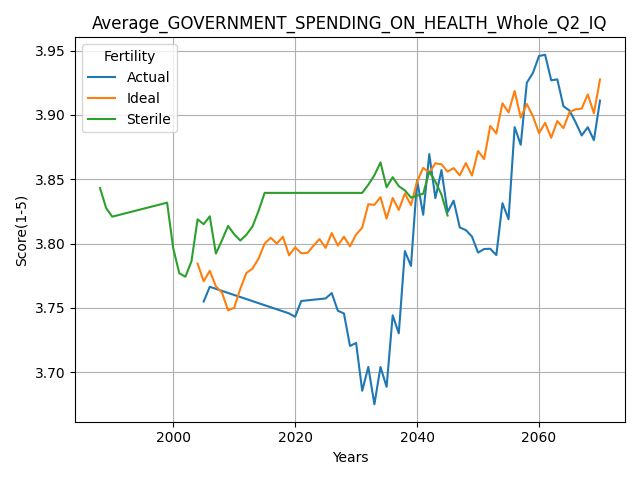 Average_GOVERNMENT_SPENDING_ON_HEALTH_Whole_Q2_IQ
Fertility
Actual
Ideal
Sterile
Score(1-5)
3.95
3.90
3.85
3.80
3.75
3.70
2000 2020 2040 2060
Years